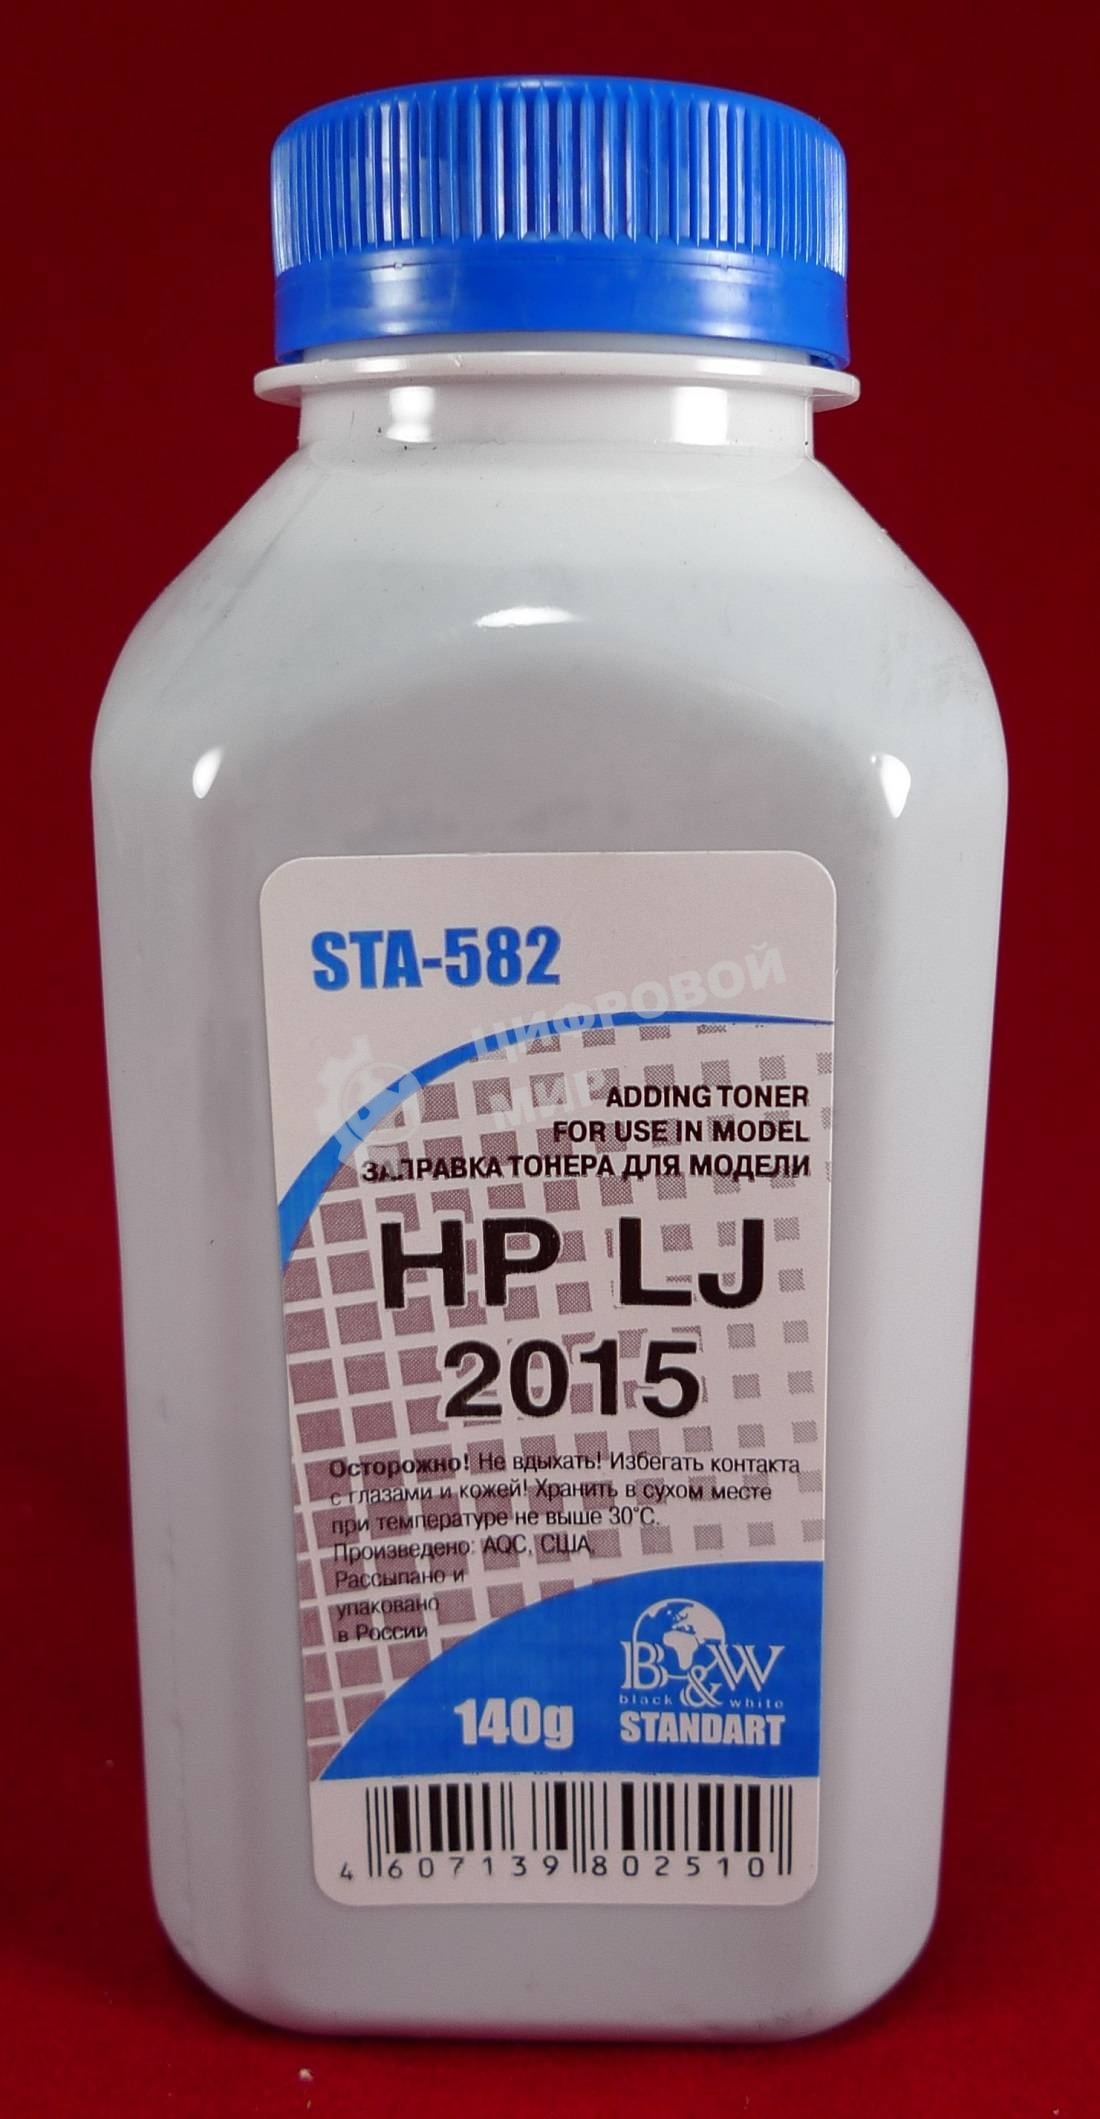 STA-582
ЦИФРОВОЙ
МИР
ADDING TONER
FOR USE IN MODEL
ЗАПРАВКА ТОНЕРА ДЛЯ МОДЕЛИ
HP LJ
2015
Осторожно! Не вдыхать! Избегать контакта
с глазами и кожей! Хранить в сухом месте
при температуре не выше 30°С.
Произведено: AQC, США,
Рассыпано и
упаковано
в России
B&W
black & white
140g STANDART
4 607139 802510